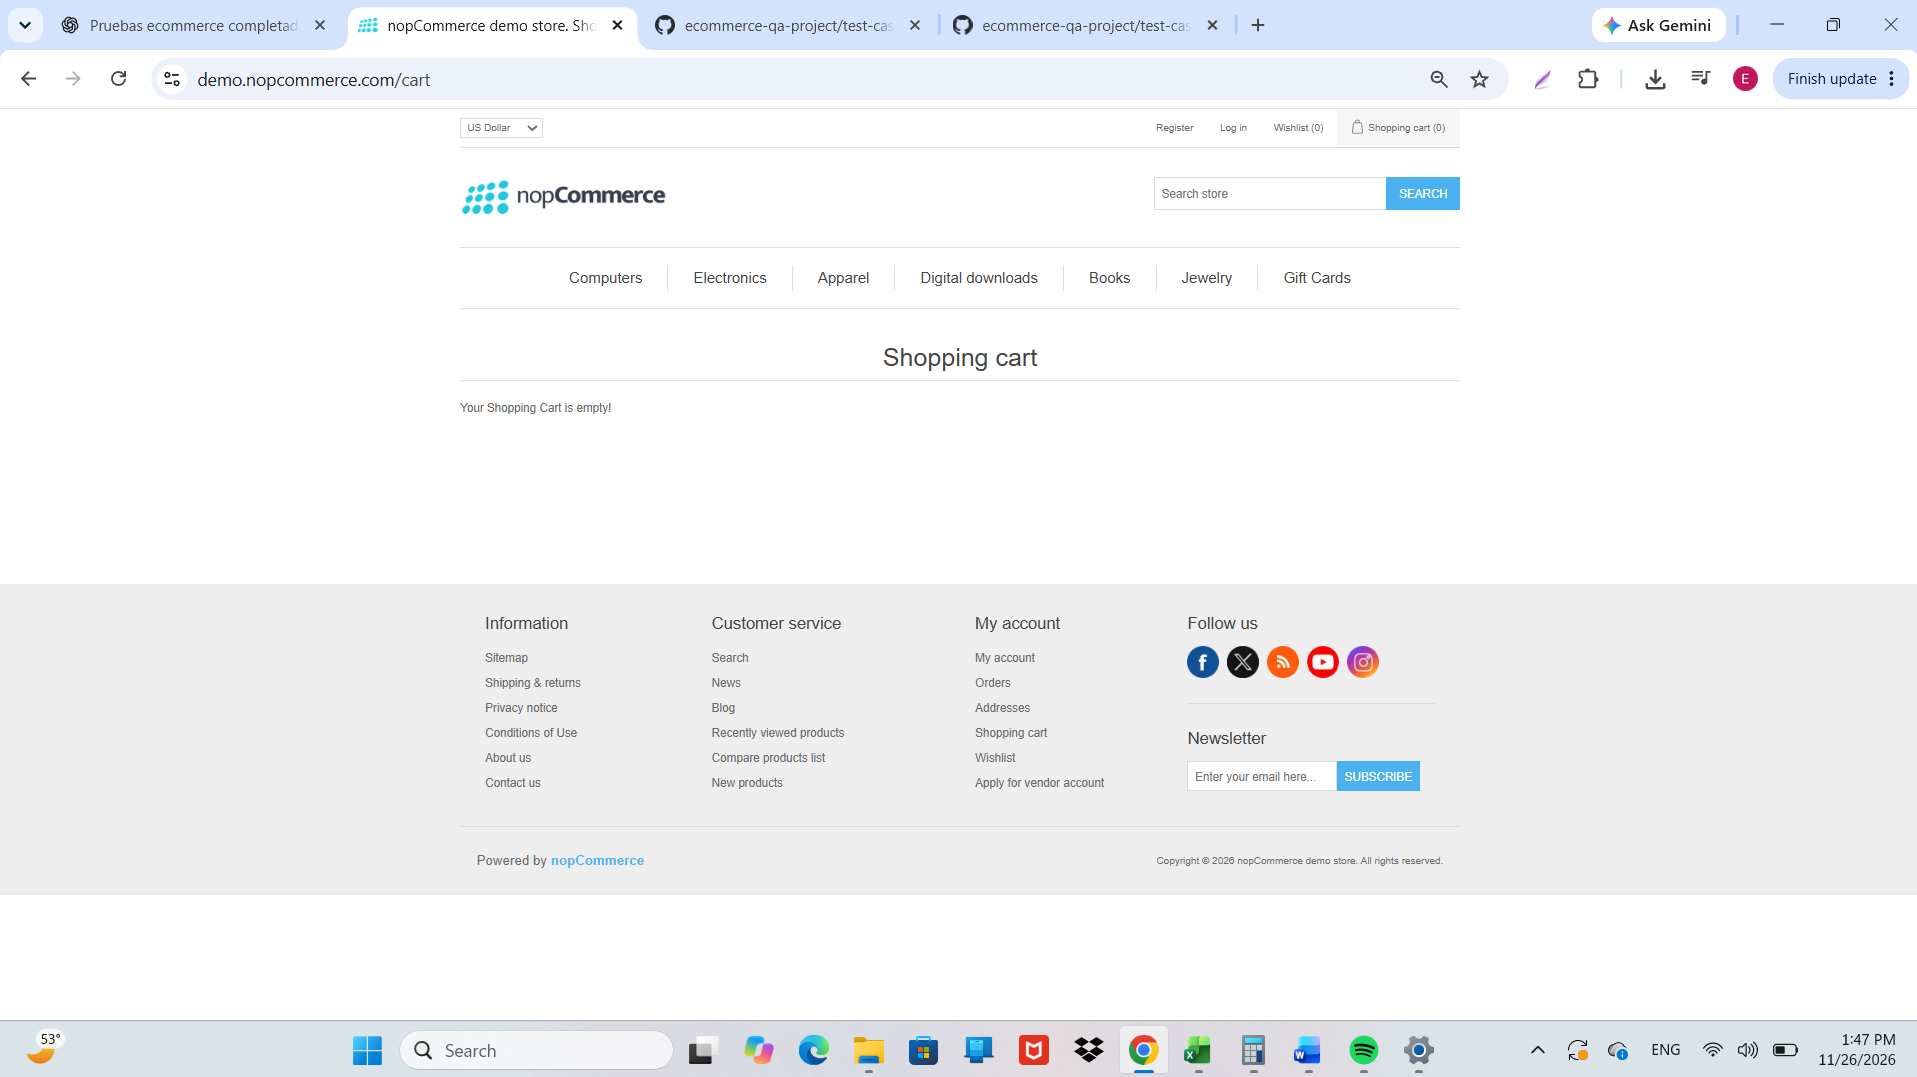 Pruebas ecommerce completad
nopCommerce demo store. Sho
ecommerce-qa-project/test-cas
ecommerce-qa-project/test-cas
Ask Gemini
demo.nopcommerce.com/cart
E
Finish update
US Dollar
Register
Log in
Wishlist (0)
Shopping cart (0)
nopCommerce
Search store
SEARCH
Computers
Electronics
Apparel
Digital downloads
Books
Jewelry
Gift Cards
Shopping cart
Your Shopping Cart is empty!
Information
Sitemap
Shipping & returns
Privacy notice
Conditions of Use
About us
Contact us
Customer service
Search
News
Blog
Recently viewed products
Compare products list
New products
My account
My account
Orders
Addresses
Shopping cart
Wishlist
Apply for vendor account
Follow us
Newsletter
Enter your email here...
SUBSCRIBE
Powered by nopCommerce
Copyright © 2026 nopCommerce demo store. All rights reserved.
53°
Search
ENG
1:47 PM
11/26/2026